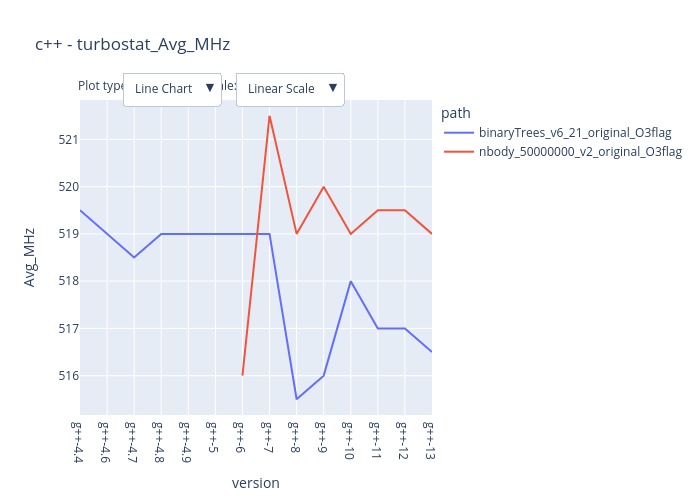 c++ - turbostat_Avg_MHz
Plot type
Line Chart ▼
ale:
Linear Scale ▼
path
binaryTrees_v6_21_original_O3flag
nbody_50000000_v2_original_O3flag
521
520
519
518
517
516
Avg_MHz
g++-4.4
g++-4.6
g++-4.7
g++-4.8
g++-4.9
g++-5
g++-6
g++-7
g++-8
g++-9
g++-10
g++-11
g++-12
g++-13
version